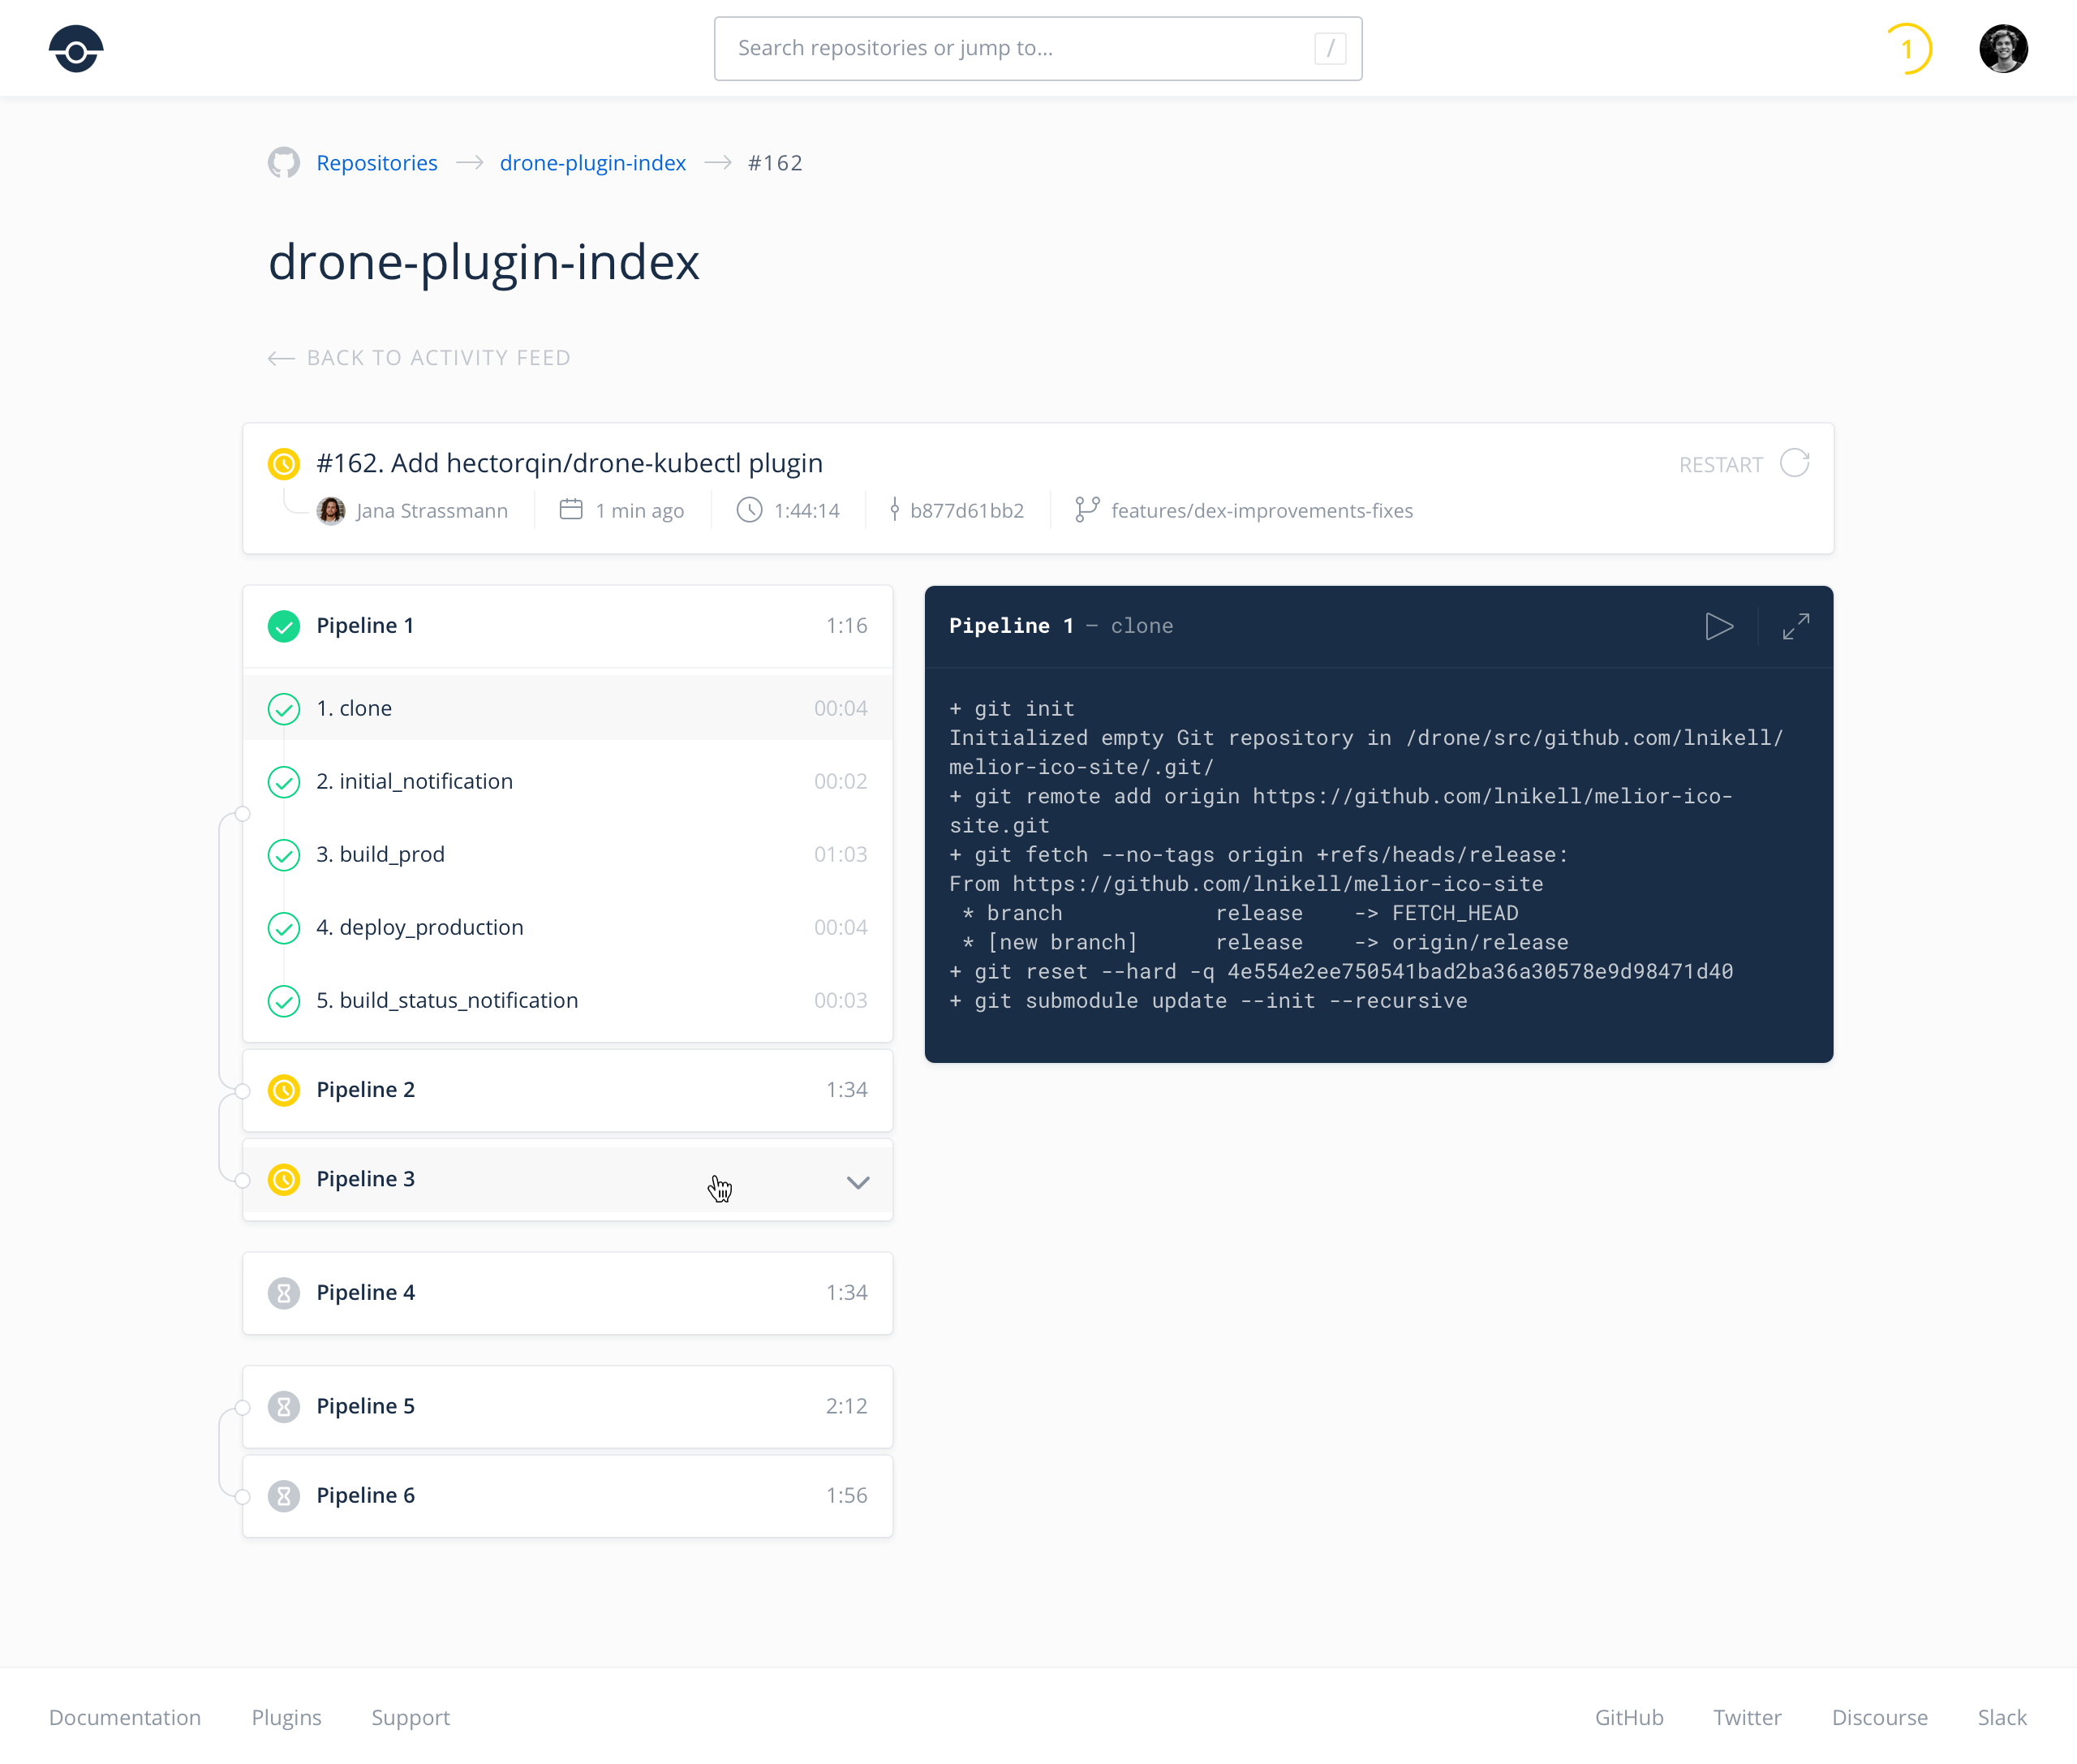 Search repositories or jump to...
/
1
Repositories
drone-plugin-index
#162
drone-plugin-index
BACK TO ACTIVITY FEED
#162. Add hectorqin/drone-kubectl plugin
RESTART
Jana Strassmann
1 min ago
1:44:14
b877d61bb2
features/dex-improvements-fixes
Pipeline 1
1:16
1. clone
00:04
2. initial_notification
00:02
3. build_prod
01:03
4. deploy_production
00:04
5. build_status_notification
00:03
Pipeline 2
1:34
Pipeline 3
Pipeline 4
1:34
Pipeline 5
2:12
Pipeline 6
1:56
Pipeline 1 – clone
+ git init
Initialized empty Git repository in /drone/src/github.com/lnikell/
melior-ico-site/.git/
+ git remote add origin https://github.com/lnikell/melior-ico-
site.git
+ git fetch --no-tags origin +refs/heads/release:
From https://github.com/lnikell/melior-ico-site
* branch            release    -> FETCH_HEAD
* [new branch]      release    -> origin/release
+ git reset --hard -q 4e554e2ee750541bad2ba36a30578e9d98471d40
+ git submodule update --init --recursive
Documentation
Plugins
Support
GitHub
Twitter
Discourse
Slack